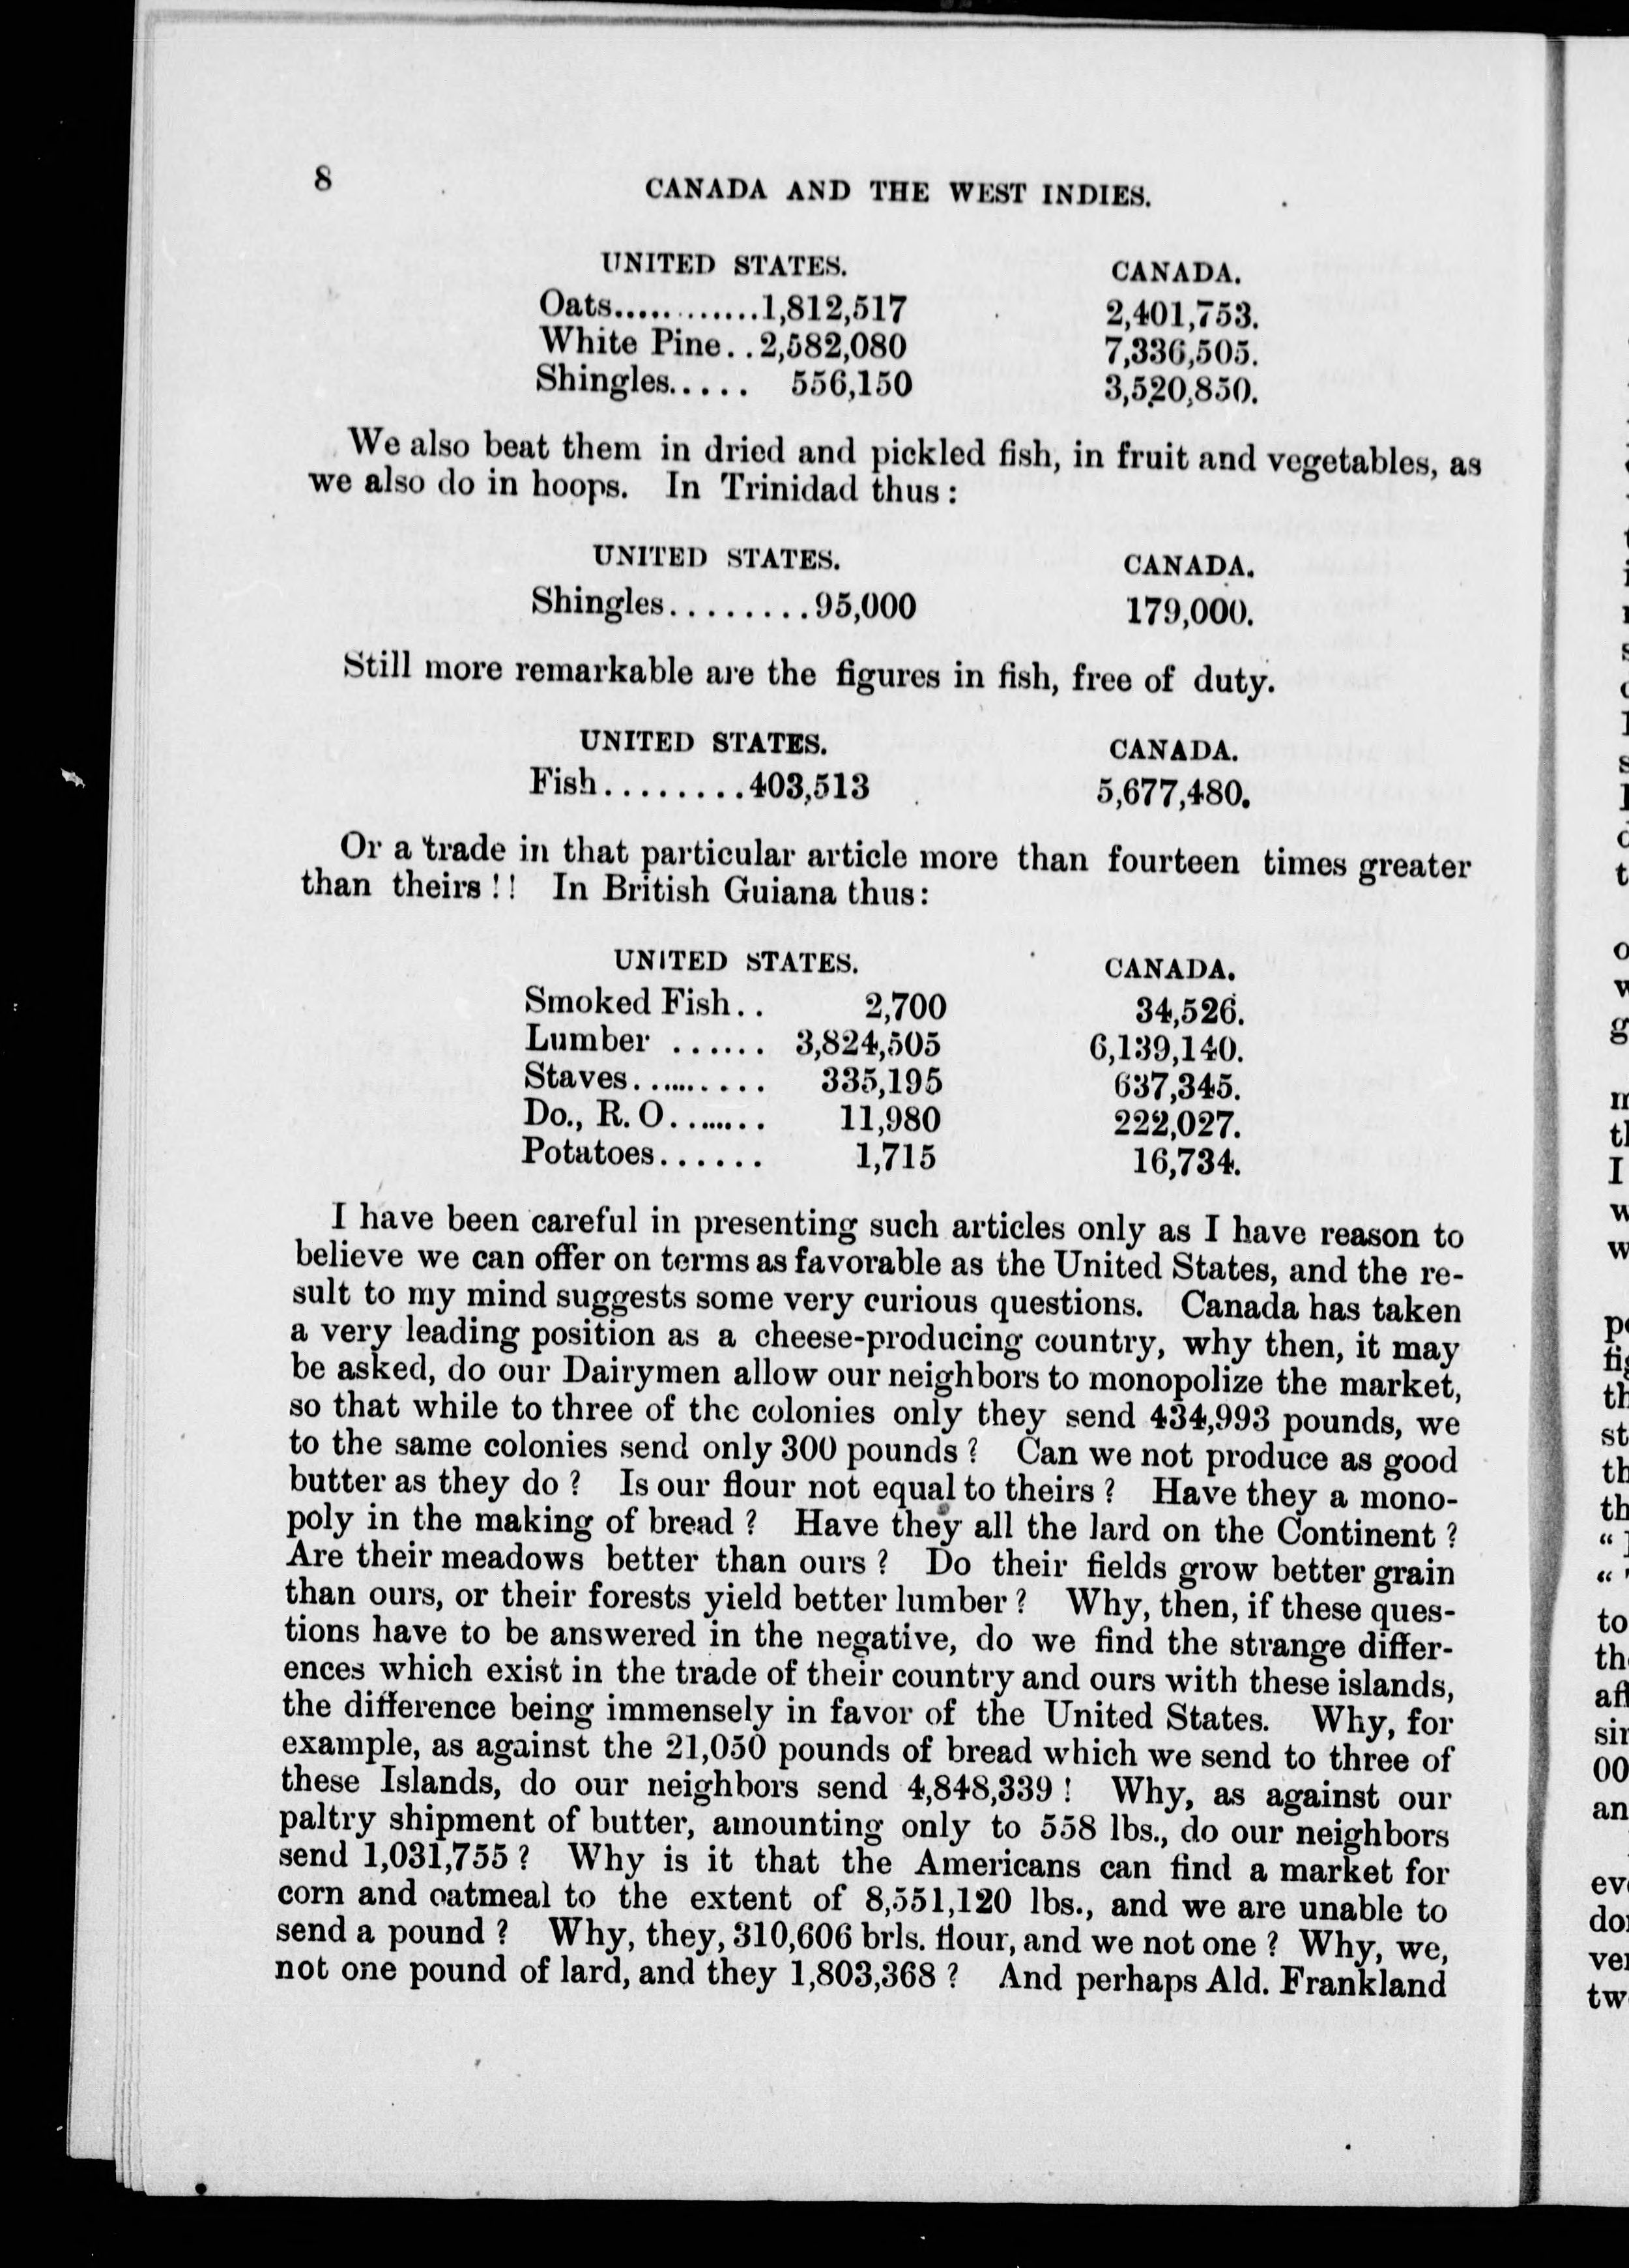 8
CANADA AND THE WEST INDIES.
UNITED STATES. CANADA.
Oats............1,812,517 2,401,753.
White Pine..2,582,080 7,336,505.
Shingles..... 556,150 3,520,850.
We also beat them in dried and pickled fish, in fruit and vegetables, as
we also do in hoops. In Trinidad thus:
UNITED STATES. CANADA.
Shingles........95,000 179,000.
Still more remarkable are the figures in fish, free of duty.
UNITED STATES. CANADA.
Fish........403,513 5,677,480.
Or a trade in that particular article more than fourteen times greater
than theirs!! In British Guiana thus:
UNITED STATES. CANADA.
Smoked Fish.. 2,700 34,526.
Lumber ...... 3,824,505 6,139,140.
Staves.......... 335,195 637,345.
Do., R.O........ 11,980 222,027.
Potatoes...... 1,715 16,734.
I have been careful in presenting such articles only as I have reason to
believe we can offer on terms as favorable as the United States, and the re-
sult to my mind suggests some very curious questions. Canada has taken
a very leading position as a cheese-producing country, why then, it may
be asked, do our Dairymen allow our neighbors to monopolize the market,
so that while to three of the colonies only they send 434,993 pounds, we
to the same colonies send only 300 pounds? Can we not produce as good
butter as they do? Is our flour not equal to theirs? Have they a mono-
poly in the making of bread? Have they all the lard on the Continent?
Are their meadows better than ours? Do their fields grow better grain
than ours, or their forests yield better lumber? Why, then, if these ques-
tions have to be answered in the negative, do we find the strange differ-
ences which exist in the trade of their country and ours with these islands,
the difference being immensely in favor of the United States. Why, for
example, as against the 21,050 pounds of bread which we send to three of
these Islands, do our neighbors send 4,848,339! Why, as against our
paltry shipment of butter, amounting only to 558 lbs., do our neighbors
send 1,031,755? Why is it that the Americans can find a market for
corn and oatmeal to the extent of 8,551,120 lbs., and we are unable to
send a pound? Why, they, 310,606 brls. flour, and we not one? Why, we,
not one pound of lard, and they 1,803,368? And perhaps Ald. Frankland